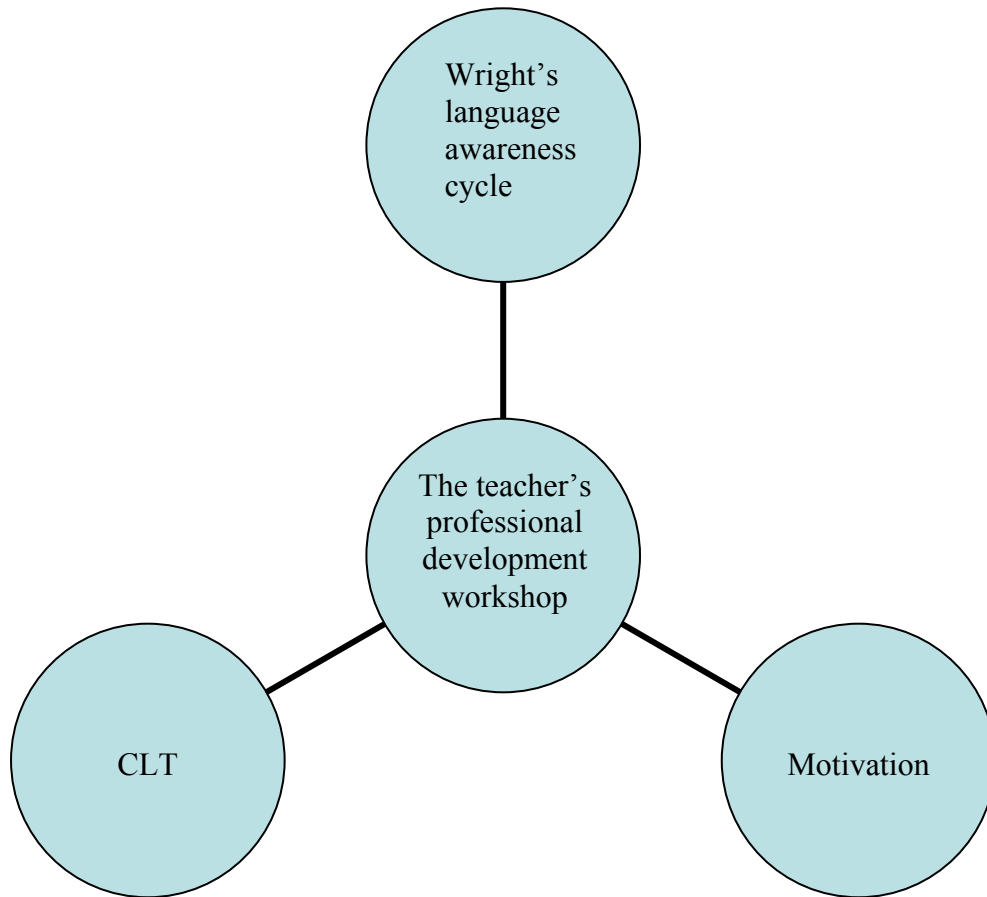 Wright’s
language
awareness
cycle
The teacher’s
professional
development
workshop
CLT
Motivation